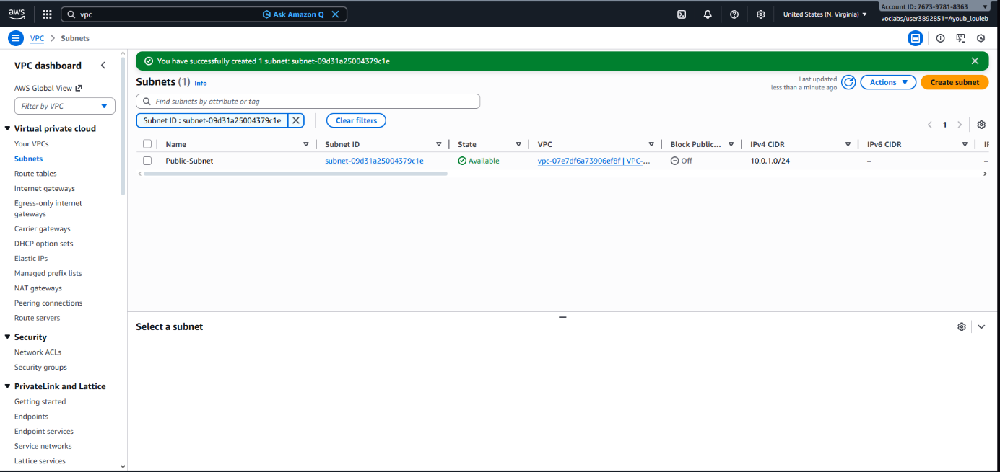 aws
vpc
Ask Amazon Q
United States (N. Virginia)
Account ID: 7673-9781-8363
voclabs/user3892851=Ayoub_louleb
VPC
Subnets
VPC dashboard
AWS Global View
Filter by VPC
Virtual private cloud
Your VPCs
Subnets
Route tables
Internet gateways
Egress-only internet
gateways
Carrier gateways
DHCP option sets
Elastic IPs
Managed prefix lists
NAT gateways
Peering connections
Route servers
Security
Network ACLs
Security groups
PrivateLink and Lattice
Getting started
Endpoints
Endpoint services
Service networks
Lattice services
You have successfully created 1 subnet: subnet-09d31a25004379c1e
Subnets (1) Info
Last updated
less than a minute ago
Actions
Create subnet
Find subnets by attribute or tag
Subnet ID : subnet-09d31a25004379c1e
Clear filters
1
Name Subnet ID State VPC Block Public... IPv4 CIDR IPv6 CIDR
Public-Subnet subnet-09d31a25004379c1e Available vpc-07e7df6a73906ef8f | VPC-... Off 10.0.1.0/24 – –
Select a subnet